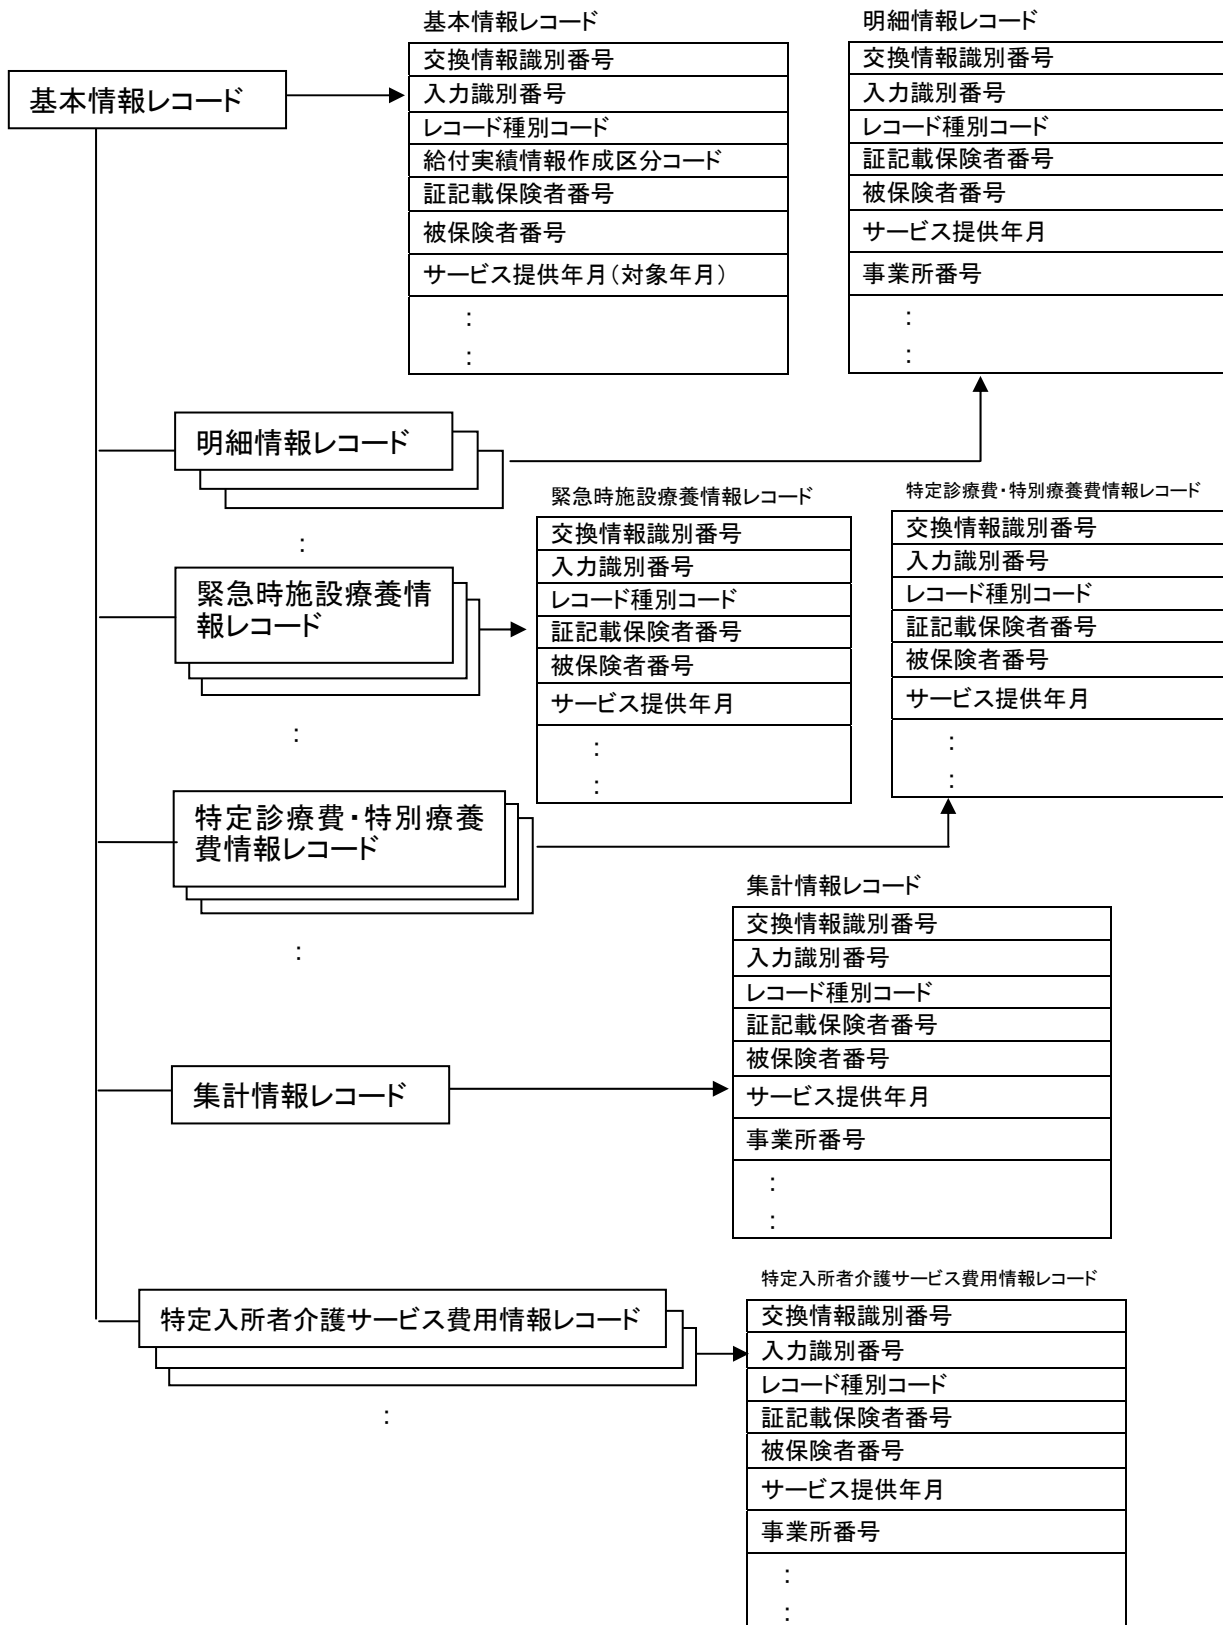 基本情報レコード
基本情報レコード
交換情報識別番号
入力識別番号
レコード種別コード
給付実績情報作成区分コード
証記載保険者番号
被保険者番号
サービス提供年月(対象年月)
:
:
明細情報レコード
交換情報識別番号
入力識別番号
レコード種別コード
証記載保険者番号
被保険者番号
サービス提供年月
事業所番号
:
:
明細情報レコード
:
緊急時施設療養情
報レコード
:
緊急時施設療養情報レコード
交換情報識別番号
入力識別番号
レコード種別コード
証記載保険者番号
被保険者番号
サービス提供年月
:
:
特定診療費・特別療養費情報レコード
交換情報識別番号
入力識別番号
レコード種別コード
証記載保険者番号
被保険者番号
サービス提供年月
:
:
特定診療費・特別療養
費情報レコード
:
集計情報レコード
集計情報レコード
交換情報識別番号
入力識別番号
レコード種別コード
証記載保険者番号
被保険者番号
サービス提供年月
事業所番号
:
:
特定入所者介護サービス費用情報レコード
:
特定入所者介護サービス費用情報レコード
交換情報識別番号
入力識別番号
レコード種別コード
証記載保険者番号
被保険者番号
サービス提供年月
事業所番号
:
: